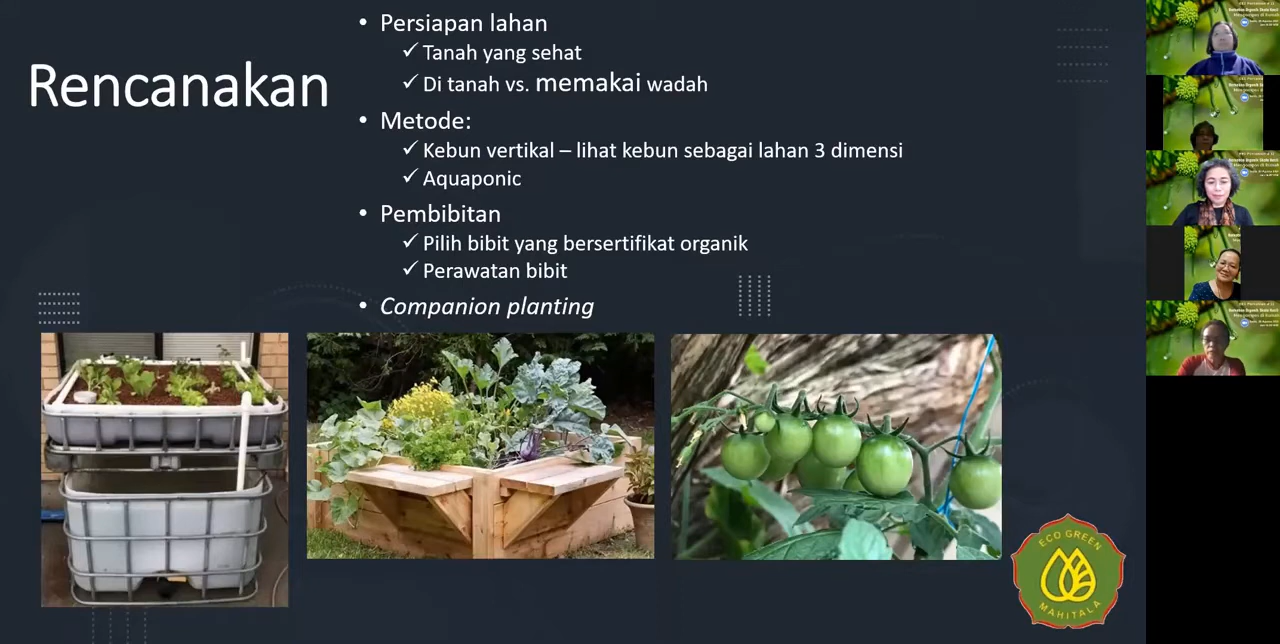 Rencanakan
• Persiapan lahan
✓ Tanah yang sehat
✓ Di tanah vs. memakai wadah
• Metode:
✓ Kebun vertikal – lihat kebun sebagai lahan 3 dimensi
✓ Aquaponic
• Pembibitan
✓ Pilih bibit yang bersertifikat organik
✓ Perawatan bibit
• Companion planting
ECO GREEN
MAHITALA